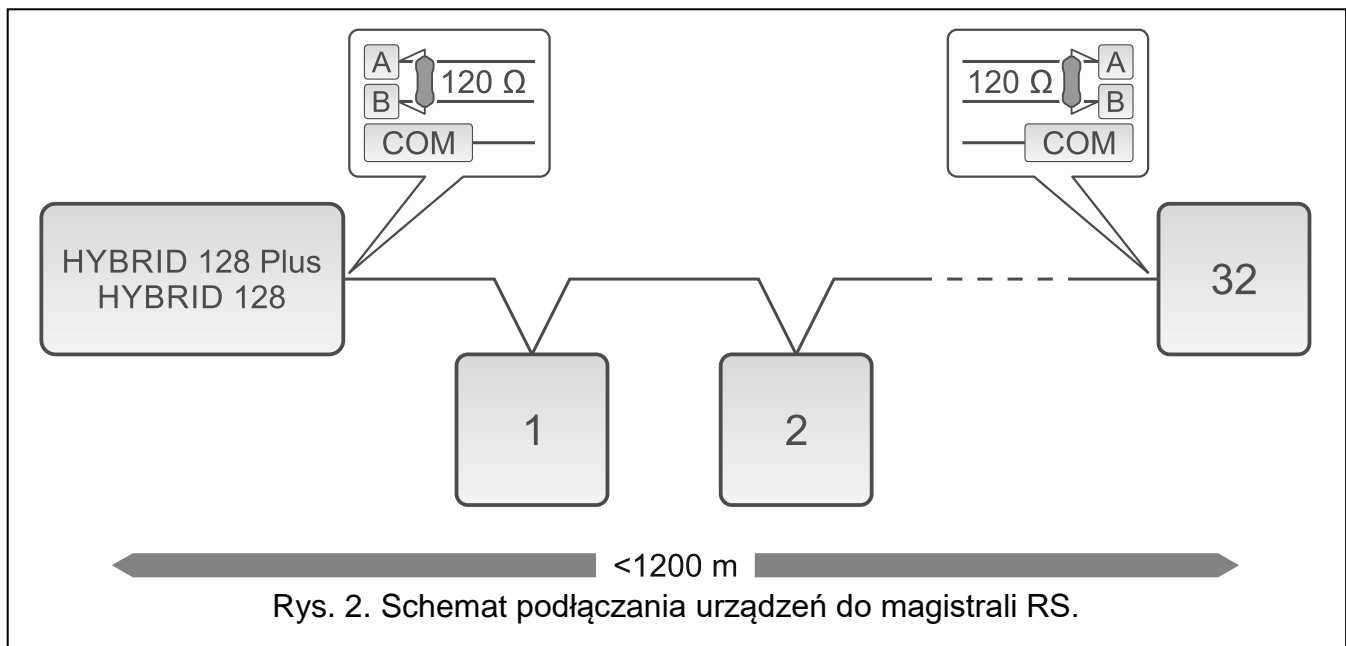 A
120 Ω
B
COM
A
120 Ω
B
COM
HYBRID 128 Plus
HYBRID 128
32
1
2
<1200 m
Rys. 2. Schemat podłączania urządzeń do magistrali RS.